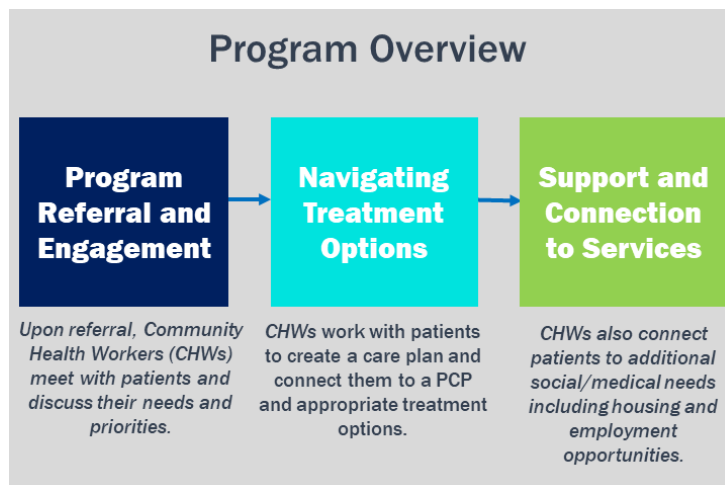 Program Overview
Program
Referral and
Engagement
Navigating
Treatment
Options
Support and
Connection
to Services
Upon referral, Community
Health Workers (CHWs)
meet with patients and
discuss their needs and
priorities.
CHWs work with patients
to create a care plan and
connect them to a PCP
and appropriate treatment
options.
CHWs also connect
patients to additional
social/medical needs
including housing and
employment
opportunities.